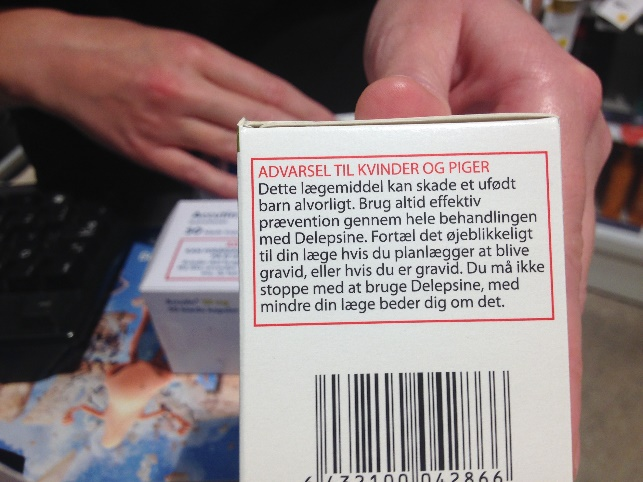 ADVARSEL TIL KVINDER OG PIGER
Dette lægemiddel kan skade et ufødt
barn alvorligt. Brug altid effektiv
prævention gennem hele behandlingen
med Delepsine. Fortæl det øjeblikkeligt
til din læge hvis du planlægger at blive
gravid, eller hvis du er gravid. Du må ikke
stoppe med at bruge Delepsine, med
mindre din læge beder dig om det.
6 432100 042866